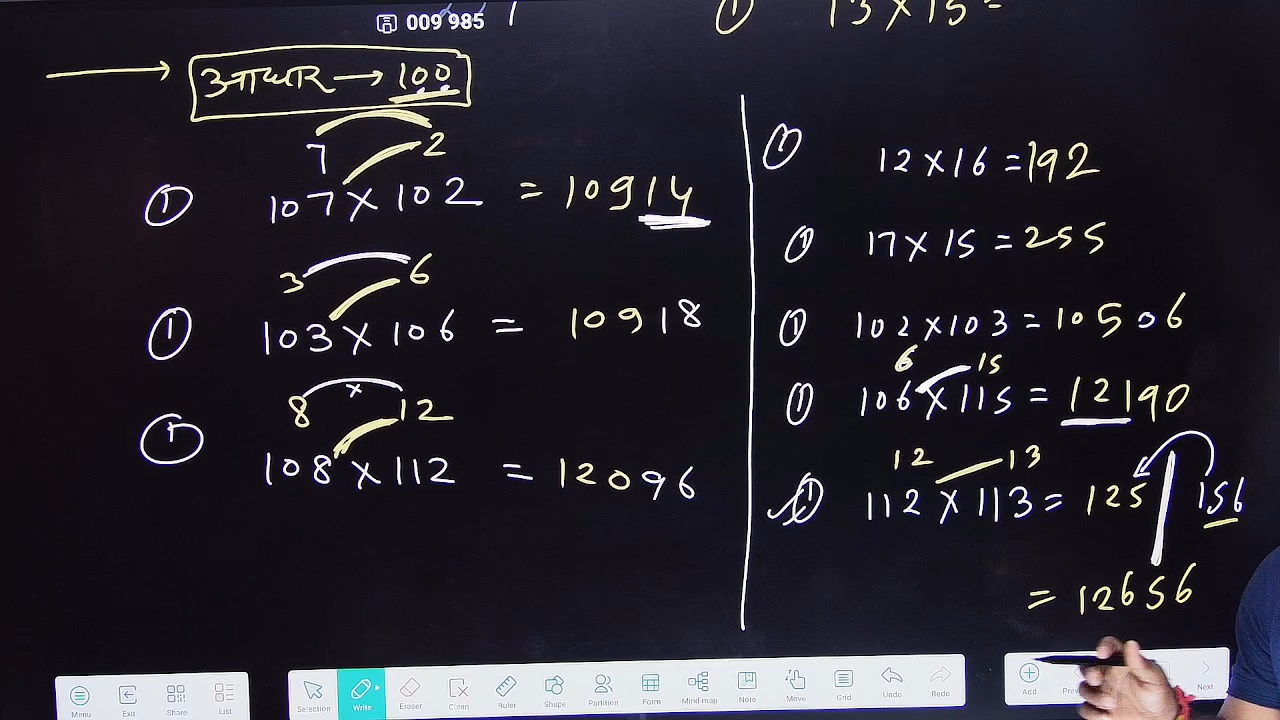 009 985
① 13 × 15 =
आधार → 100
7 2
① 107 × 102 = 10914
3 6
① 103 × 106 = 10918
8 × 12
① 108 × 112 = 12096
① 12 × 16 = 192
① 17 × 15 = 255
① 102 × 103 = 10506
6 15
① 106 × 115 = 12190
12 13
① 112 × 113 = 125 | 156
= 12656
Menu Exit Share List
Selection Write Eraser Clean Ruler Shape Partition Form Mind-map Note Move Grid Undo Redo
Add Next